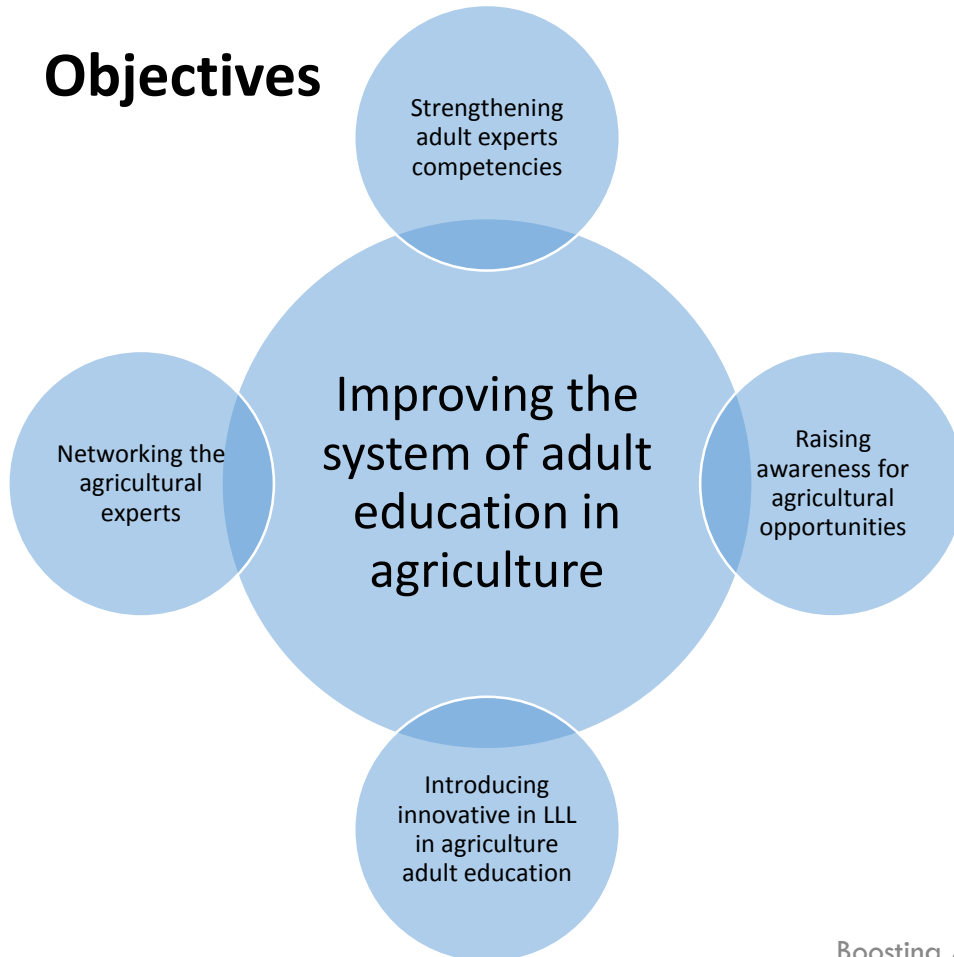 Objectives
Strengthening
adult experts
competencies
Improving the
system of adult
education in
agriculture
Networking the
agricultural
experts
Raising
awareness for
agricultural
opportunities
Introducing
innovative in LLL
in agriculture
adult education
Boosting